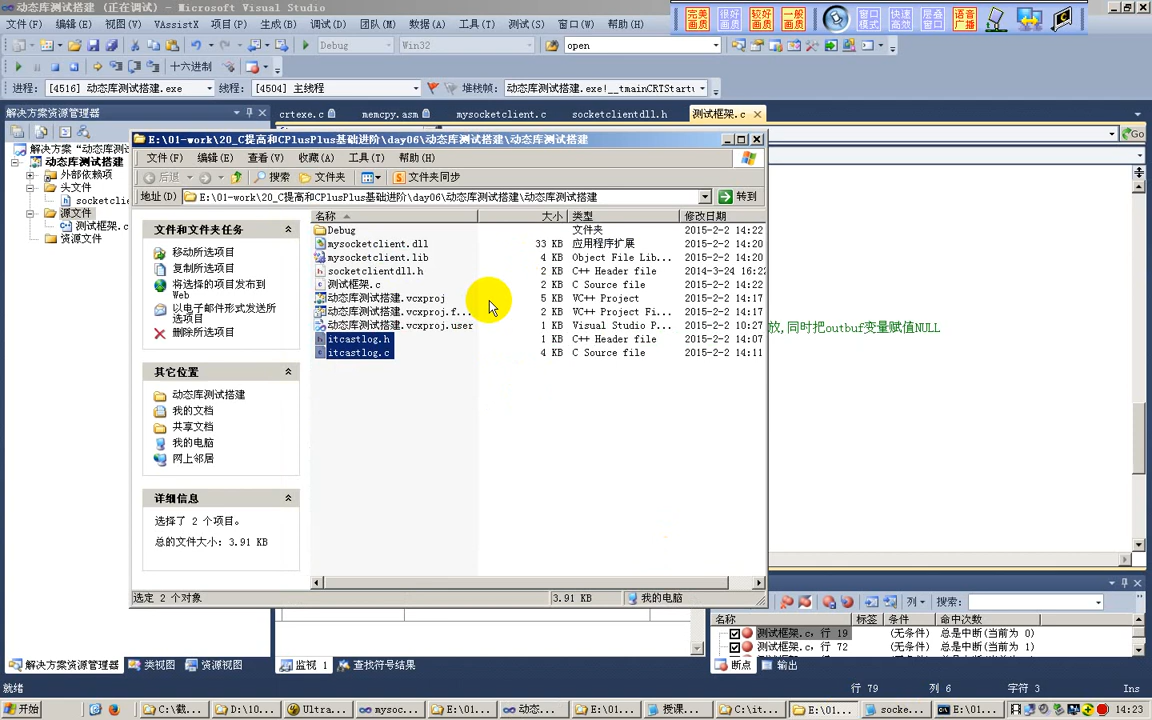 动态库测试搭建 (正在调试) - Microsoft Visual Studio
文件(F) 编辑(E) 视图(V) VAssistX 项目(P) 生成(B) 调试(D) 团队(M) 数据(A) 工具(T) 测试(S) 窗口(W) 帮助(H)
完美画质 很好画质 较好画质 一般画质 窗口模式 快速高效 层叠窗口 语音广播
Debug Win32 open
十六进制
进程: [4516] 动态库测试搭建.exe 线程: [4504] 主线程 堆栈帧: 动态库测试搭建.exe!__tmainCRTStartu
解决方案资源管理器
crtexe.c memcpy.asm mysocketclient.c socketclientdll.h 测试框架.c
Go
解决方案“动态库测
动态库测试搭建
外部依赖项
头文件
socketclie
源文件
测试框架.c
资源文件
E:\01-work\20_C提高和CPlusPlus基础进阶\day06\动态库测试搭建\动态库测试搭建
文件(F) 编辑(E) 查看(V) 收藏(A) 工具(T) 帮助(H)
后退 搜索 文件夹 文件夹同步
地址(D) E:\01-work\20_C提高和CPlusPlus基础进阶\day06\动态库测试搭建\动态库测试搭建 转到
文件和文件夹任务
移动所选项目
复制所选项目
将选择的项目发布到 Web
以电子邮件形式发送所选项目
删除所选项目
其它位置
动态库测试搭建
我的文档
共享文档
我的电脑
网上邻居
详细信息
选择了 2 个项目。
总的文件大小: 3.91 KB
名称 大小 类型 修改日期
Debug 文件夹 2015-2-2 14:22
mysocketclient.dll 33 KB 应用程序扩展 2015-2-2 14:20
mysocketclient.lib 4 KB Object File Lib... 2015-2-2 14:20
socketclientdll.h 2 KB C++ Header file 2014-3-24 16:22
测试框架.c 2 KB C Source file 2015-2-2 14:22
动态库测试搭建.vcxproj 5 KB VC++ Project 2015-2-2 14:17
动态库测试搭建.vcxproj.f... 2 KB VC++ Project Fi... 2015-2-2 14:17
动态库测试搭建.vcxproj.user 1 KB Visual Studio P... 2015-2-2 10:27
itcastlog.h 1 KB C++ Header file 2015-2-2 14:07
itcastlog.c 4 KB C Source file 2015-2-2 14:11
选定 2 个对象 3.91 KB 我的电脑
放,同时把outbuf变量赋值NULL
列 搜索:
名称 标签 条件 命中次数
测试框架.c, 行 19 (无条件) 总是中断(当前为 0)
测试框架.c, 行 72 (无条件) 总是中断(当前为 1)
解决方案资源管理器 类视图 资源视图 监视 1 查找符号结果 断点 输出
就绪 行 79 列 6 字符 3 Ins
开始 C:\截... D:\10... Ultra... mysoc... E:\01... 动态... E:\01... 授课... C:\it... E:\01... socke... E:\01... 14:23